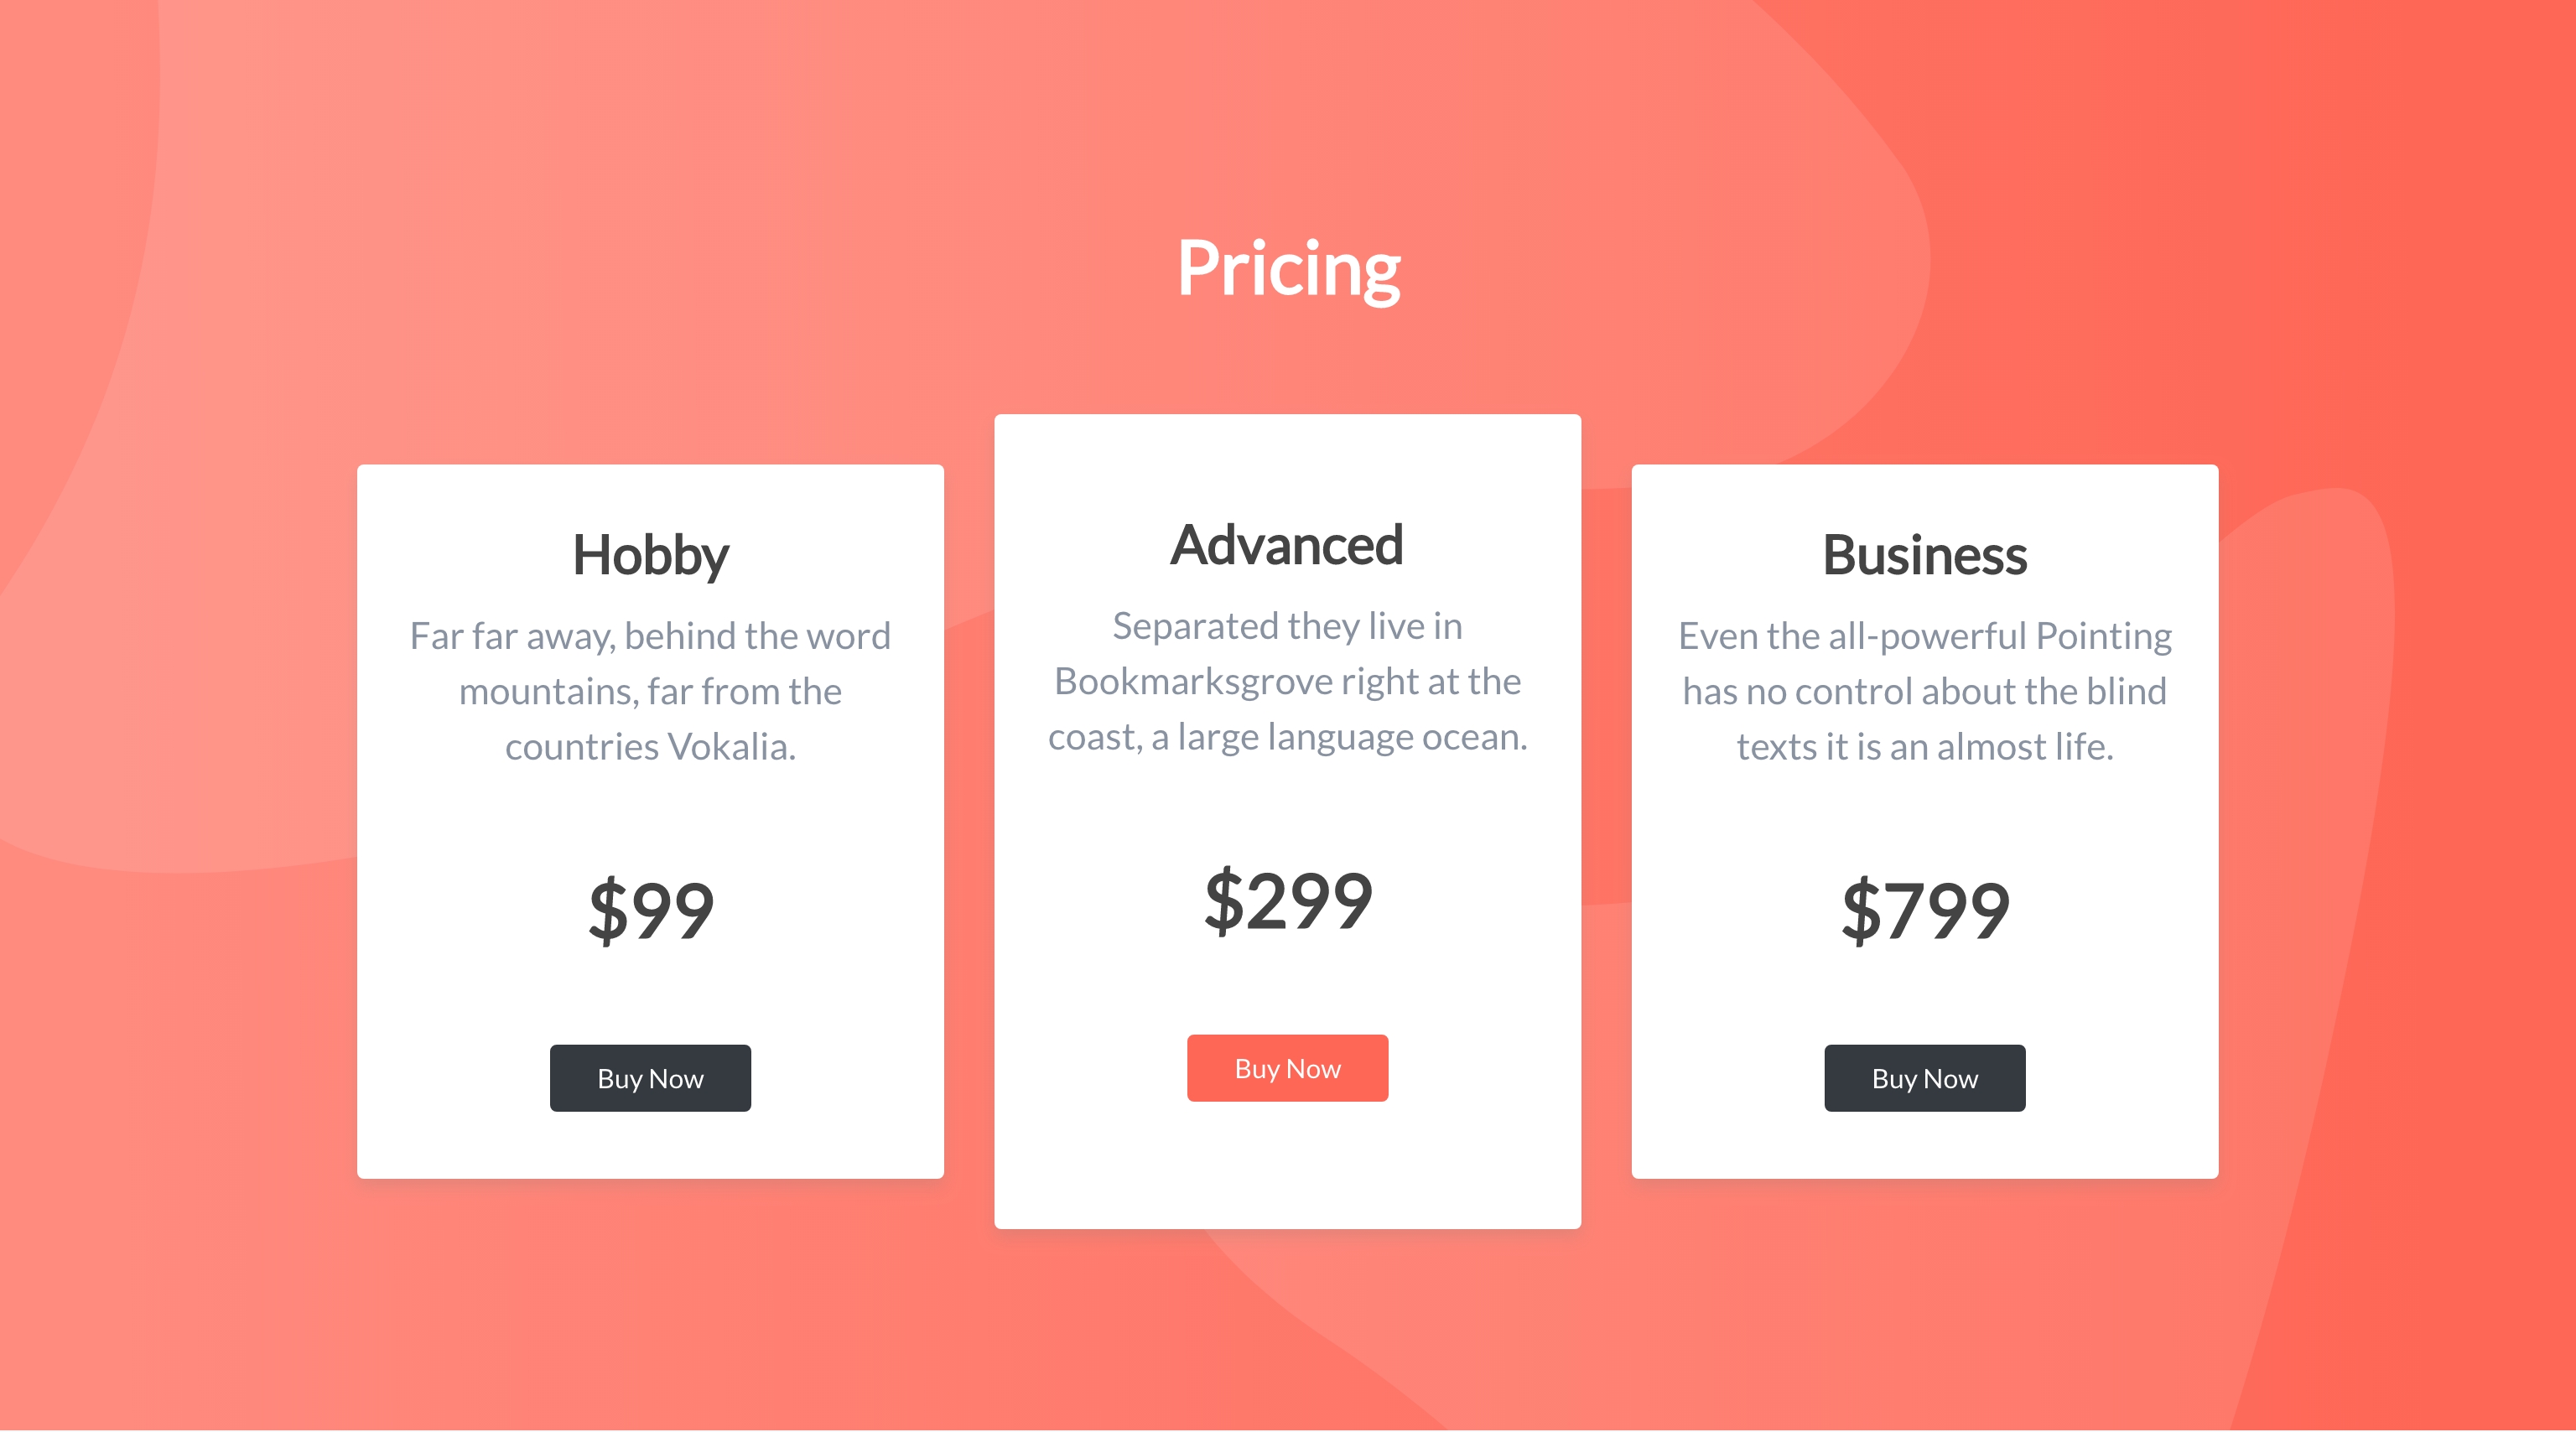 Pricing
Hobby
Far far away, behind the word
mountains, far from the
countries Vokalia.
$99
Buy Now
Advanced
Separated they live in
Bookmarksgrove right at the
coast, a large language ocean.
$299
Buy Now
Business
Even the all-powerful Pointing
has no control about the blind
texts it is an almost life.
$799
Buy Now